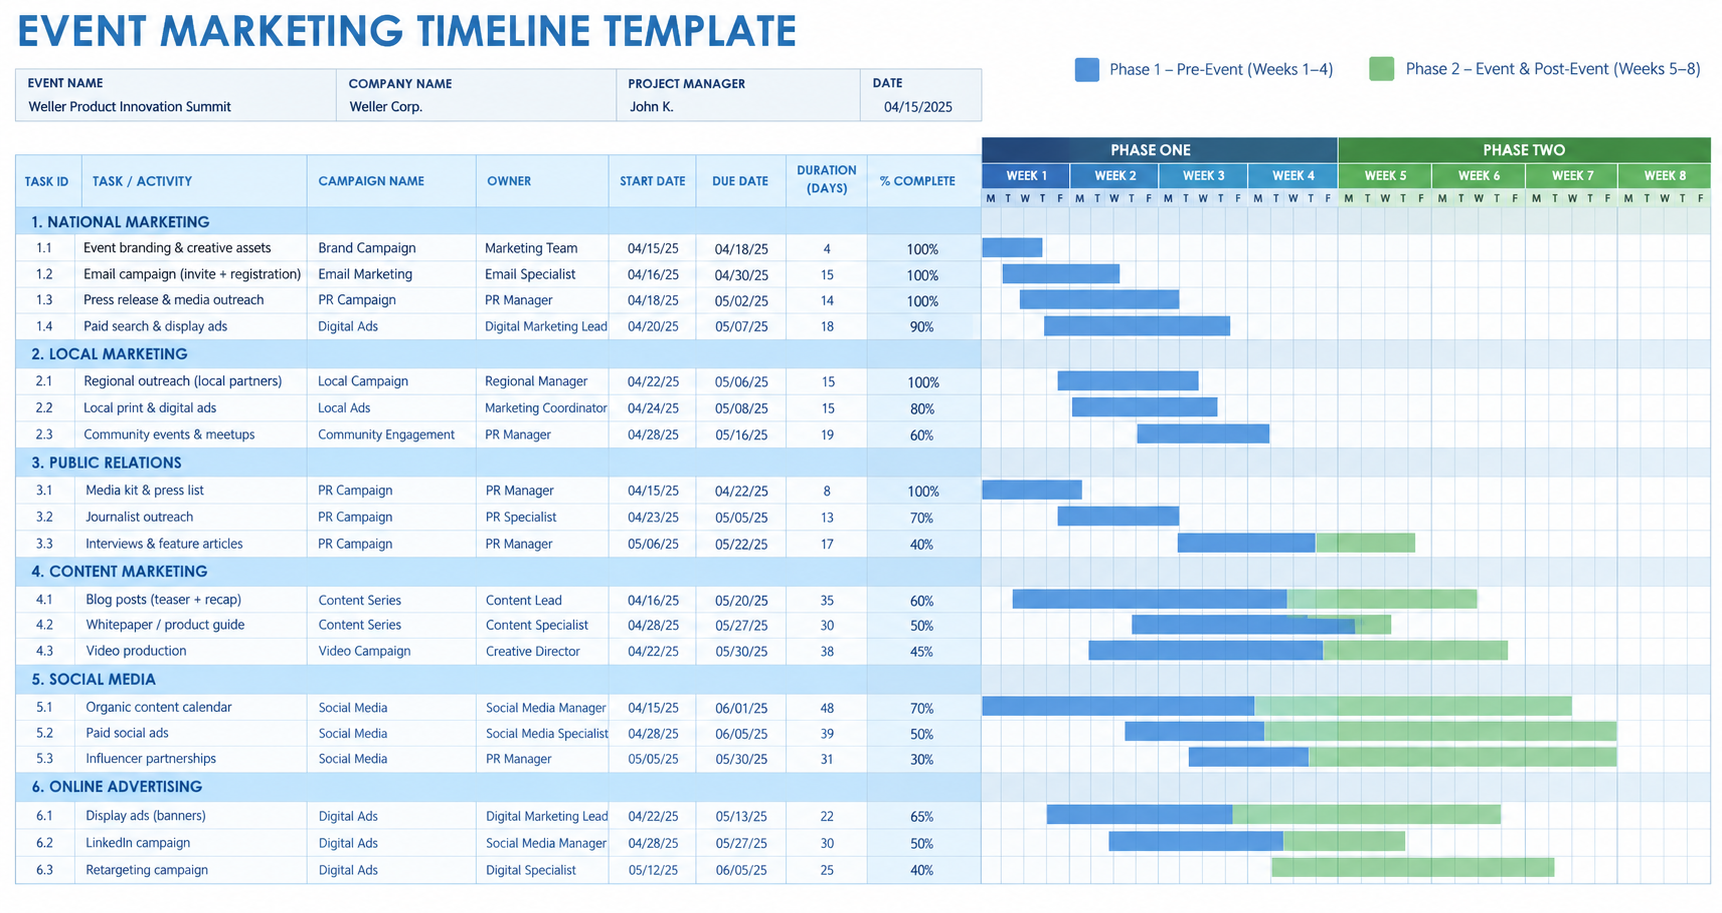 EVENT MARKETING TIMELINE TEMPLATE
Phase 1 – Pre-Event (Weeks 1–4) Phase 2 – Event & Post-Event (Weeks 5–8)
EVENT NAME COMPANY NAME PROJECT MANAGER DATE
Weller Product Innovation Summit Weller Corp. John K. 04/15/2025
PHASE ONE PHASE TWO
TASK ID TASK / ACTIVITY CAMPAIGN NAME OWNER START DATE DUE DATE DURATION (DAYS) % COMPLETE
WEEK 1 WEEK 2 WEEK 3 WEEK 4 WEEK 5 WEEK 6 WEEK 7 WEEK 8
M T W T F M T W T F M T W T F M T W T F M T W T F M T W T F M T W T F M T W T F
1. NATIONAL MARKETING
1.1 Event branding & creative assets Brand Campaign Marketing Team 04/15/25 04/18/25 4 100%
1.2 Email campaign (invite + registration) Email Marketing Email Specialist 04/16/25 04/30/25 15 100%
1.3 Press release & media outreach PR Campaign PR Manager 04/18/25 05/02/25 14 100%
1.4 Paid search & display ads Digital Ads Digital Marketing Lead 04/20/25 05/07/25 18 90%
2. LOCAL MARKETING
2.1 Regional outreach (local partners) Local Campaign Regional Manager 04/22/25 05/06/25 15 100%
2.2 Local print & digital ads Local Ads Marketing Coordinator 04/24/25 05/08/25 15 80%
2.3 Community events & meetups Community Engagement PR Manager 04/28/25 05/16/25 19 60%
3. PUBLIC RELATIONS
3.1 Media kit & press list PR Campaign PR Manager 04/15/25 04/22/25 8 100%
3.2 Journalist outreach PR Campaign PR Specialist 04/23/25 05/05/25 13 70%
3.3 Interviews & feature articles PR Campaign PR Manager 05/06/25 05/22/25 17 40%
4. CONTENT MARKETING
4.1 Blog posts (teaser + recap) Content Series Content Lead 04/16/25 05/20/25 35 60%
4.2 Whitepaper / product guide Content Series Content Specialist 04/28/25 05/27/25 30 50%
4.3 Video production Video Campaign Creative Director 04/22/25 05/30/25 38 45%
5. SOCIAL MEDIA
5.1 Organic content calendar Social Media Social Media Manager 04/15/25 06/01/25 48 70%
5.2 Paid social ads Social Media Social Media Specialist 04/28/25 06/05/25 39 50%
5.3 Influencer partnerships Social Media PR Manager 05/05/25 05/30/25 31 30%
6. ONLINE ADVERTISING
6.1 Display ads (banners) Digital Ads Digital Marketing Lead 04/22/25 05/13/25 22 65%
6.2 LinkedIn campaign Digital Ads Social Media Manager 04/28/25 05/27/25 30 50%
6.3 Retargeting campaign Digital Ads Digital Specialist 05/12/25 06/05/25 25 40%